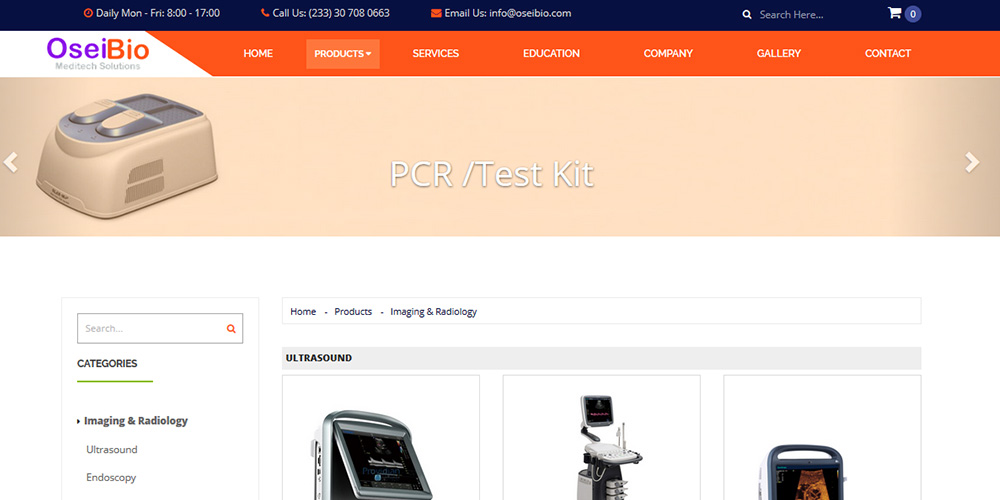 Daily Mon - Fri: 8:00 - 17:00 Call Us: (233) 30 708 0663 Email Us: info@oseibio.com Search Here... 0
OseiBio
Meditech Solutions
HOME PRODUCTS SERVICES EDUCATION COMPANY GALLERY CONTACT
PCR /Test Kit
Search...
CATEGORIES
Imaging & Radiology
Ultrasound
Endoscopy
Home - Products - Imaging & Radiology
ULTRASOUND